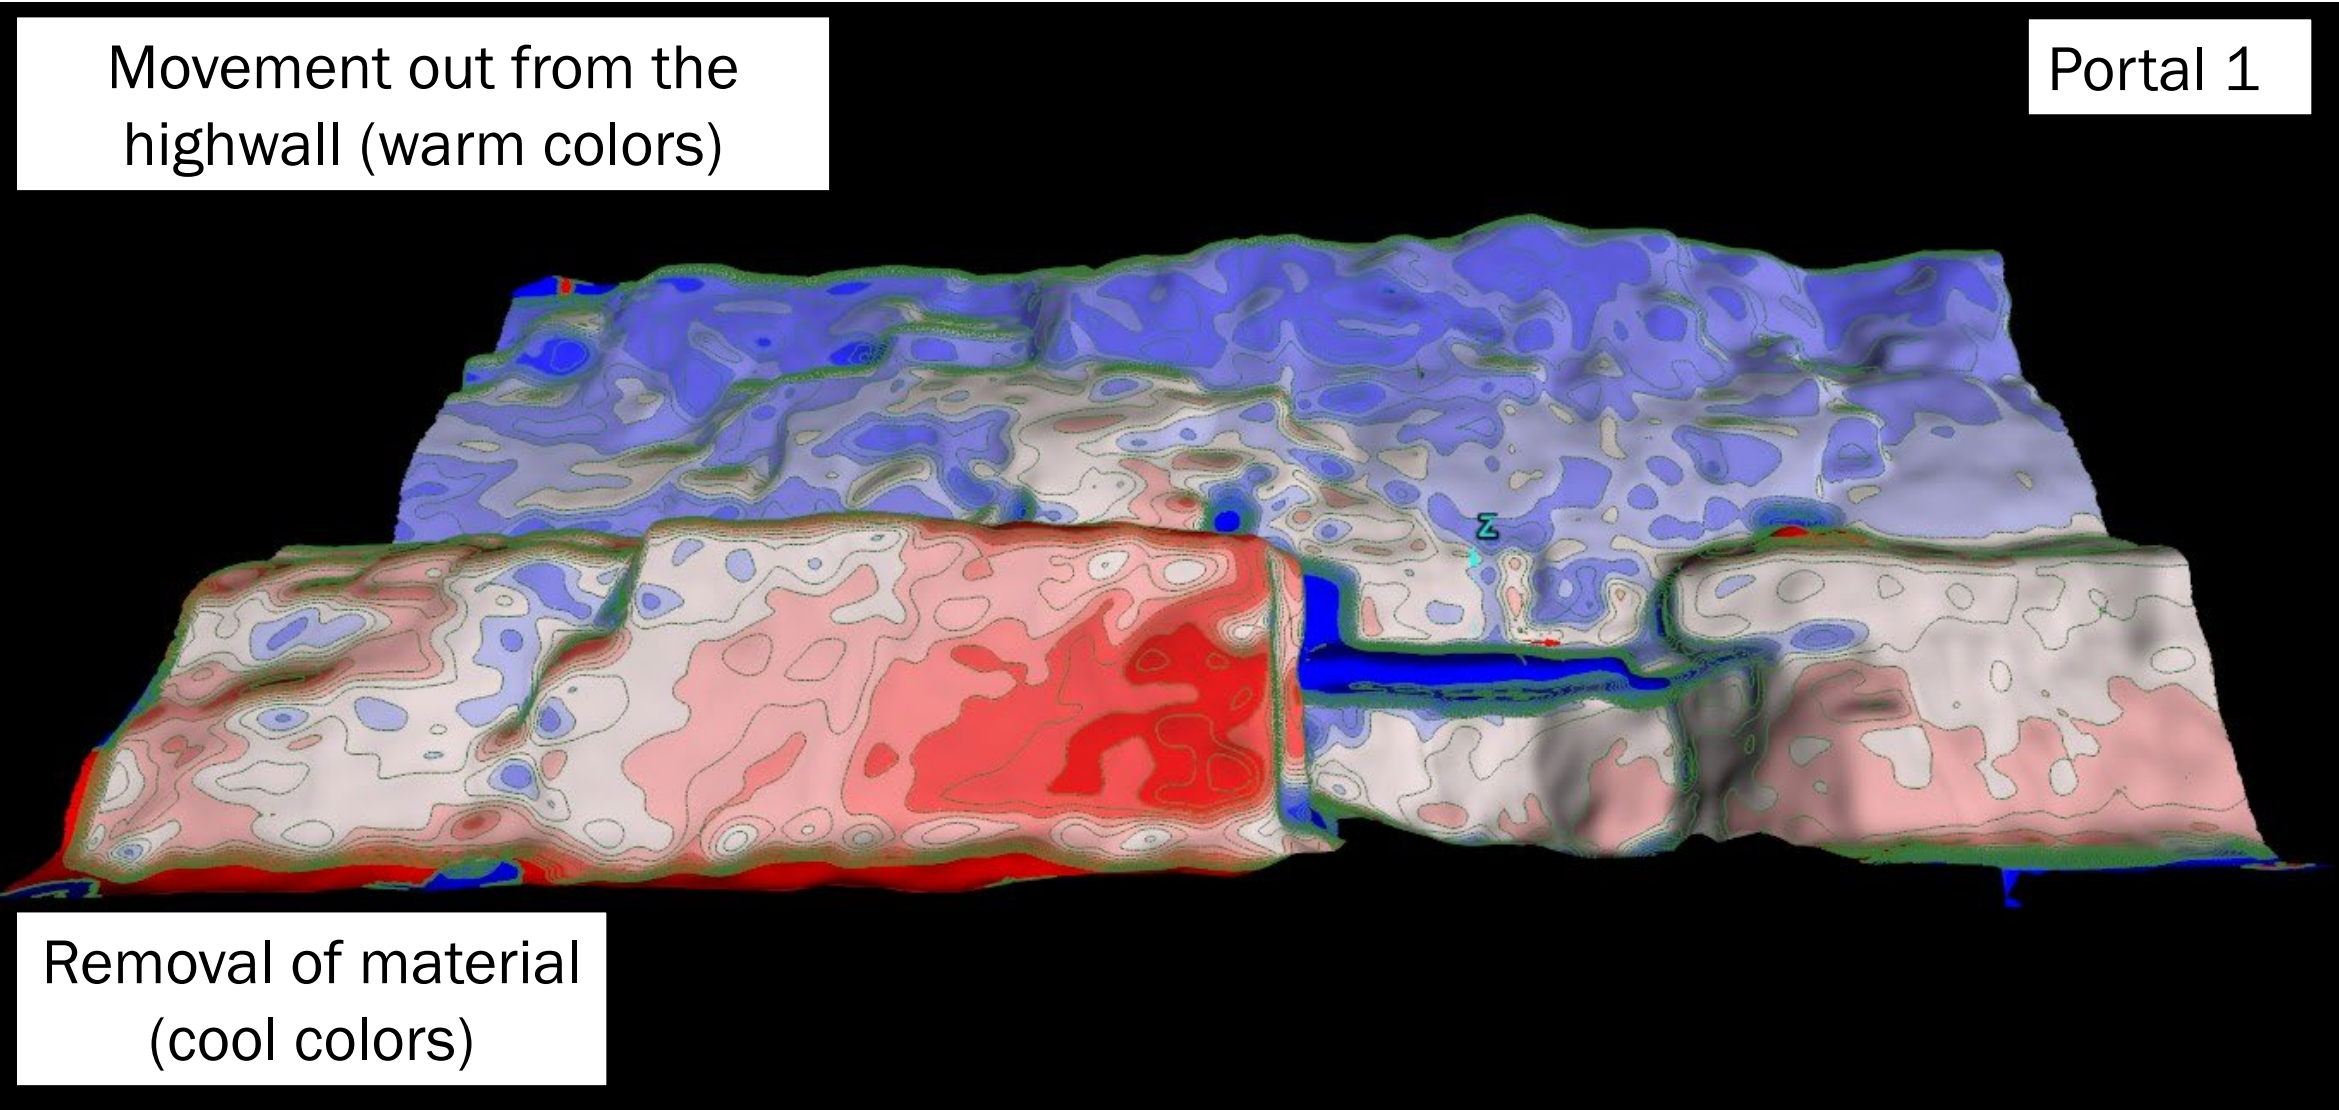 Movement out from the
highwall (warm colors)
Portal 1
Z
Removal of material
(cool colors)